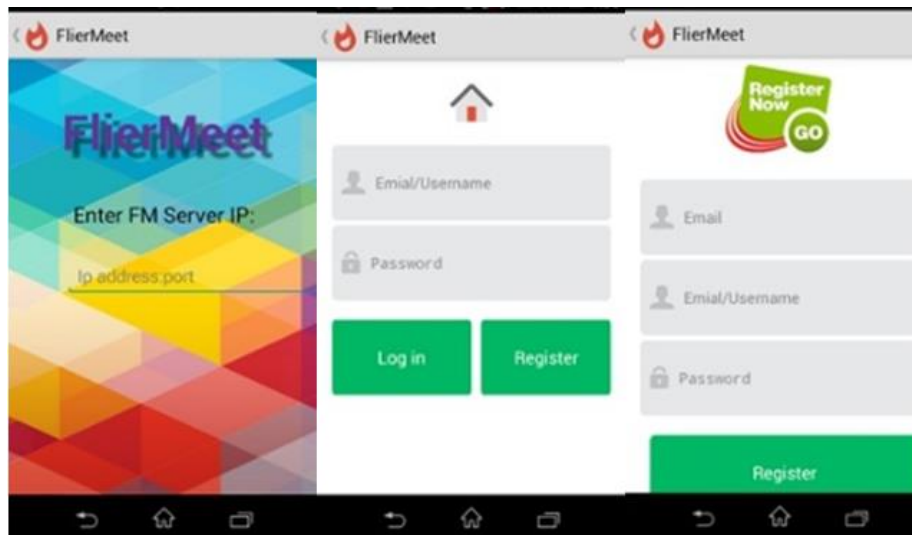 FlierMeet
FlierMeet
Enter FM Server IP:
Ip address:port
FlierMeet
Emial/Username
Password
Log in
Register
FlierMeet
Register
Now
GO
Email
Emial/Username
Password
Register